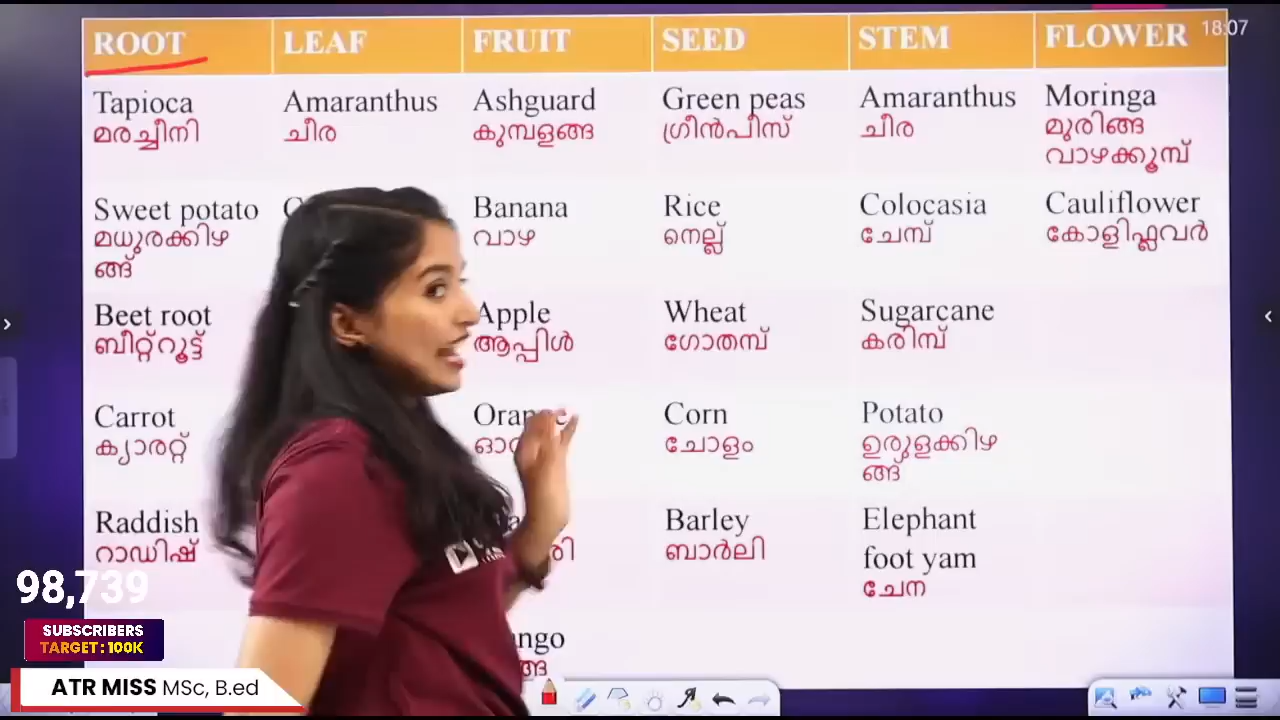 ROOT LEAF FRUIT SEED STEM FLOWER 18:07
Tapioca Amaranthus Ashguard Green peas Amaranthus Moringa
മരച്ചീനി ചീര കുമ്പളങ്ങ ഗ്രീൻപീസ് ചീര മുരിങ്ങ
വാഴക്കൂമ്പ്
Sweet potato Banana Rice Colocasia Cauliflower
മധുരക്കിഴ വാഴ നെല്ല് ചേമ്പ് കോളിഫ്ലവർ
ങ്ങ്
Beet root Apple Wheat Sugarcane
ബീറ്റ്റൂട്ട് ആപ്പിൾ ഗോതമ്പ് കരിമ്പ്
Carrot Corn Potato
ക്യാരറ്റ് ചോളം ഉരുളക്കിഴ
ങ്ങ്
Raddish Barley Elephant
റാഡിഷ് ബാർലി foot yam
ചേന
98,739
SUBSCRIBERS
TARGET : 100K
ATR MISS MSc, B.ed